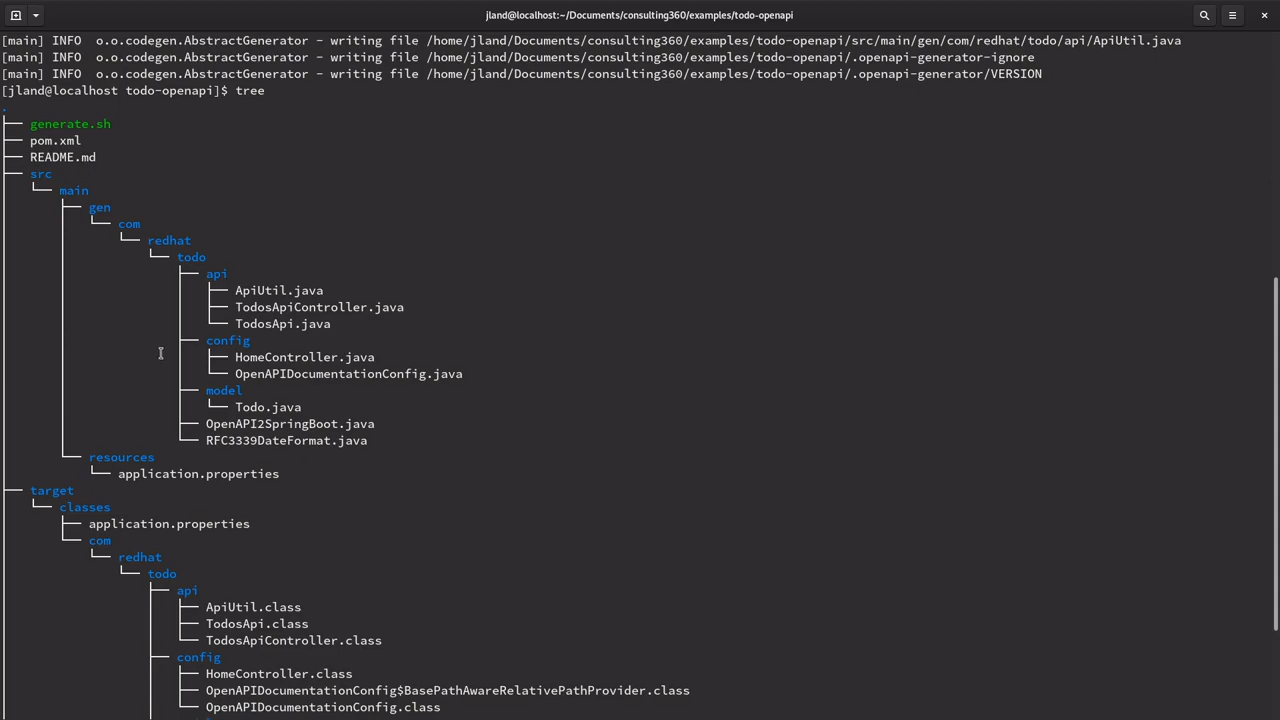 jland@localhost:~/Documents/consulting360/examples/todo-openapi
[main] INFO  o.o.codegen.AbstractGenerator - writing file /home/jland/Documents/consulting360/examples/todo-openapi/src/main/gen/com/redhat/todo/api/ApiUtil.java
[main] INFO  o.o.codegen.AbstractGenerator - writing file /home/jland/Documents/consulting360/examples/todo-openapi/.openapi-generator-ignore
[main] INFO  o.o.codegen.AbstractGenerator - writing file /home/jland/Documents/consulting360/examples/todo-openapi/.openapi-generator/VERSION
[jland@localhost todo-openapi]$ tree
.
├── generate.sh
├── pom.xml
├── README.md
├── src
│   └── main
│       ├── gen
│       │   └── com
│       │       └── redhat
│       │           └── todo
│       │               ├── api
│       │               │   ├── ApiUtil.java
│       │               │   ├── TodosApiController.java
│       │               │   └── TodosApi.java
│       │               ├── config
│       │               │   ├── HomeController.java
│       │               │   └── OpenAPIDocumentationConfig.java
│       │               ├── model
│       │               │   └── Todo.java
│       │               ├── OpenAPI2SpringBoot.java
│       │               └── RFC3339DateFormat.java
│       └── resources
│           └── application.properties
├── target
│   └── classes
│       ├── application.properties
│       └── com
│           └── redhat
│               └── todo
│                   ├── api
│                   │   ├── ApiUtil.class
│                   │   ├── TodosApi.class
│                   │   └── TodosApiController.class
│                   ├── config
│                   │   ├── HomeController.class
│                   │   ├── OpenAPIDocumentationConfig$BasePathAwareRelativePathProvider.class
│                   │   └── OpenAPIDocumentationConfig.class